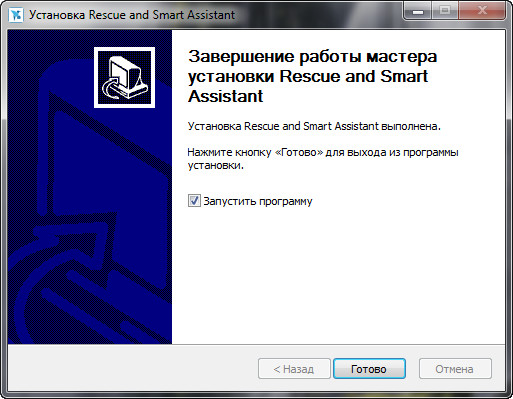 Установка Rescue and Smart Assistant
Завершение работы мастера
установки Rescue and Smart
Assistant
Установка Rescue and Smart Assistant выполнена.
Нажмите кнопку «Готово» для выхода из программы
установки.
Запустить программу
< Назад
Готово
Отмена